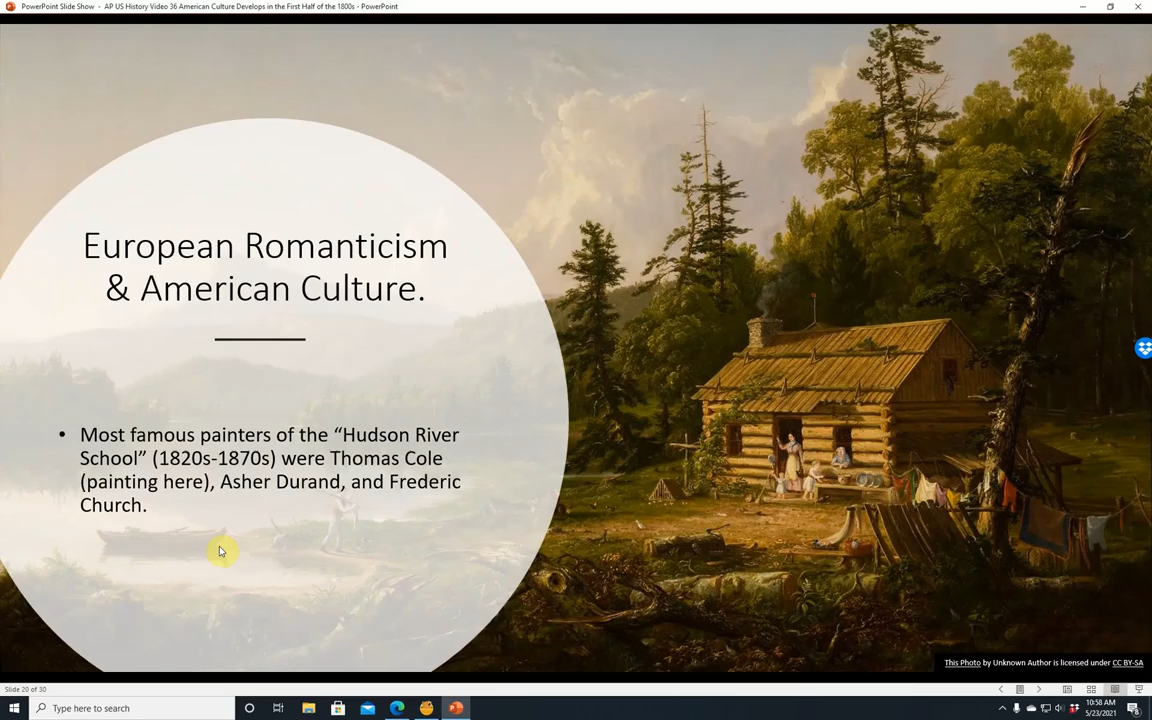 PowerPoint Slide Show - AP US History Video 36 American Culture Develops in the First Half of the 1800s - PowerPoint
European Romanticism
& American Culture.
• Most famous painters of the “Hudson River
School” (1820s-1870s) were Thomas Cole
(painting here), Asher Durand, and Frederic
Church.
This Photo by Unknown Author is licensed under CC BY-SA
Slide 20 of 30
Type here to search
10:58 AM
5/23/2021